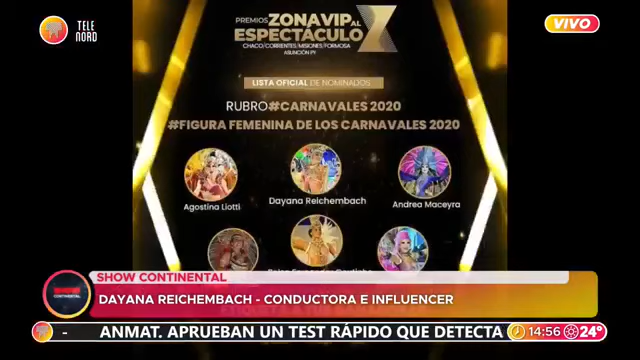 TELE
NORD
VIVO
PREMIOS ZONAVIP AL
ESPECTÁCULO
CHACO/CORRIENTES/MISIONES/FORMOSA
ASUNCIÓN PY
LISTA OFICIAL DE NOMINADOS
RUBRO#CARNAVALES 2020
#FIGURA FEMENINA DE LOS CARNAVALES 2020
Agostina Liotti
Dayana Reichembach
Andrea Maceyra
SHOW CONTINENTAL
DAYANA REICHEMBACH - CONDUCTORA E INFLUENCER
- ANMAT. APRUEBAN UN TEST RÁPIDO QUE DETECTA
14:56
24°